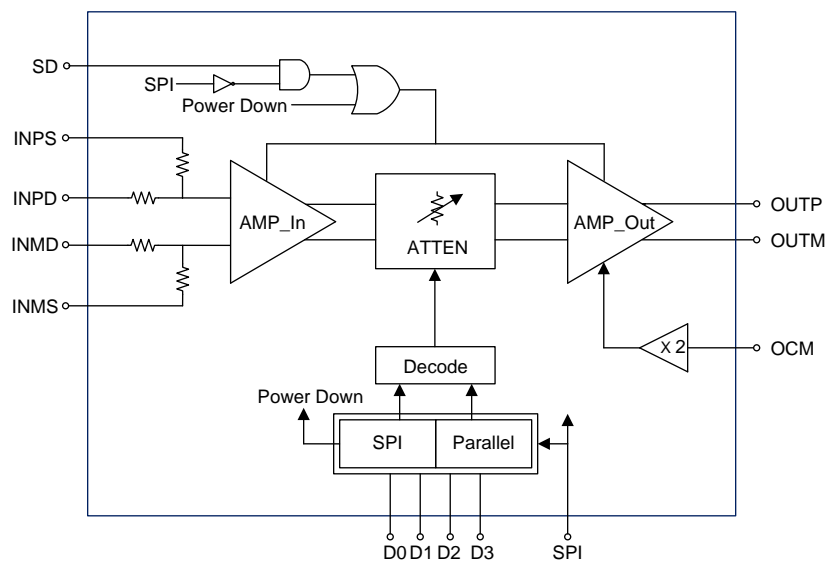 SD
SPI
Power Down
INPS
INPD
INMD
INMS
AMP_In
ATTEN
AMP_Out
OUTP
OUTM
X 2
OCM
Decode
Power Down
SPI
Parallel
D0 D1 D2 D3
SPI